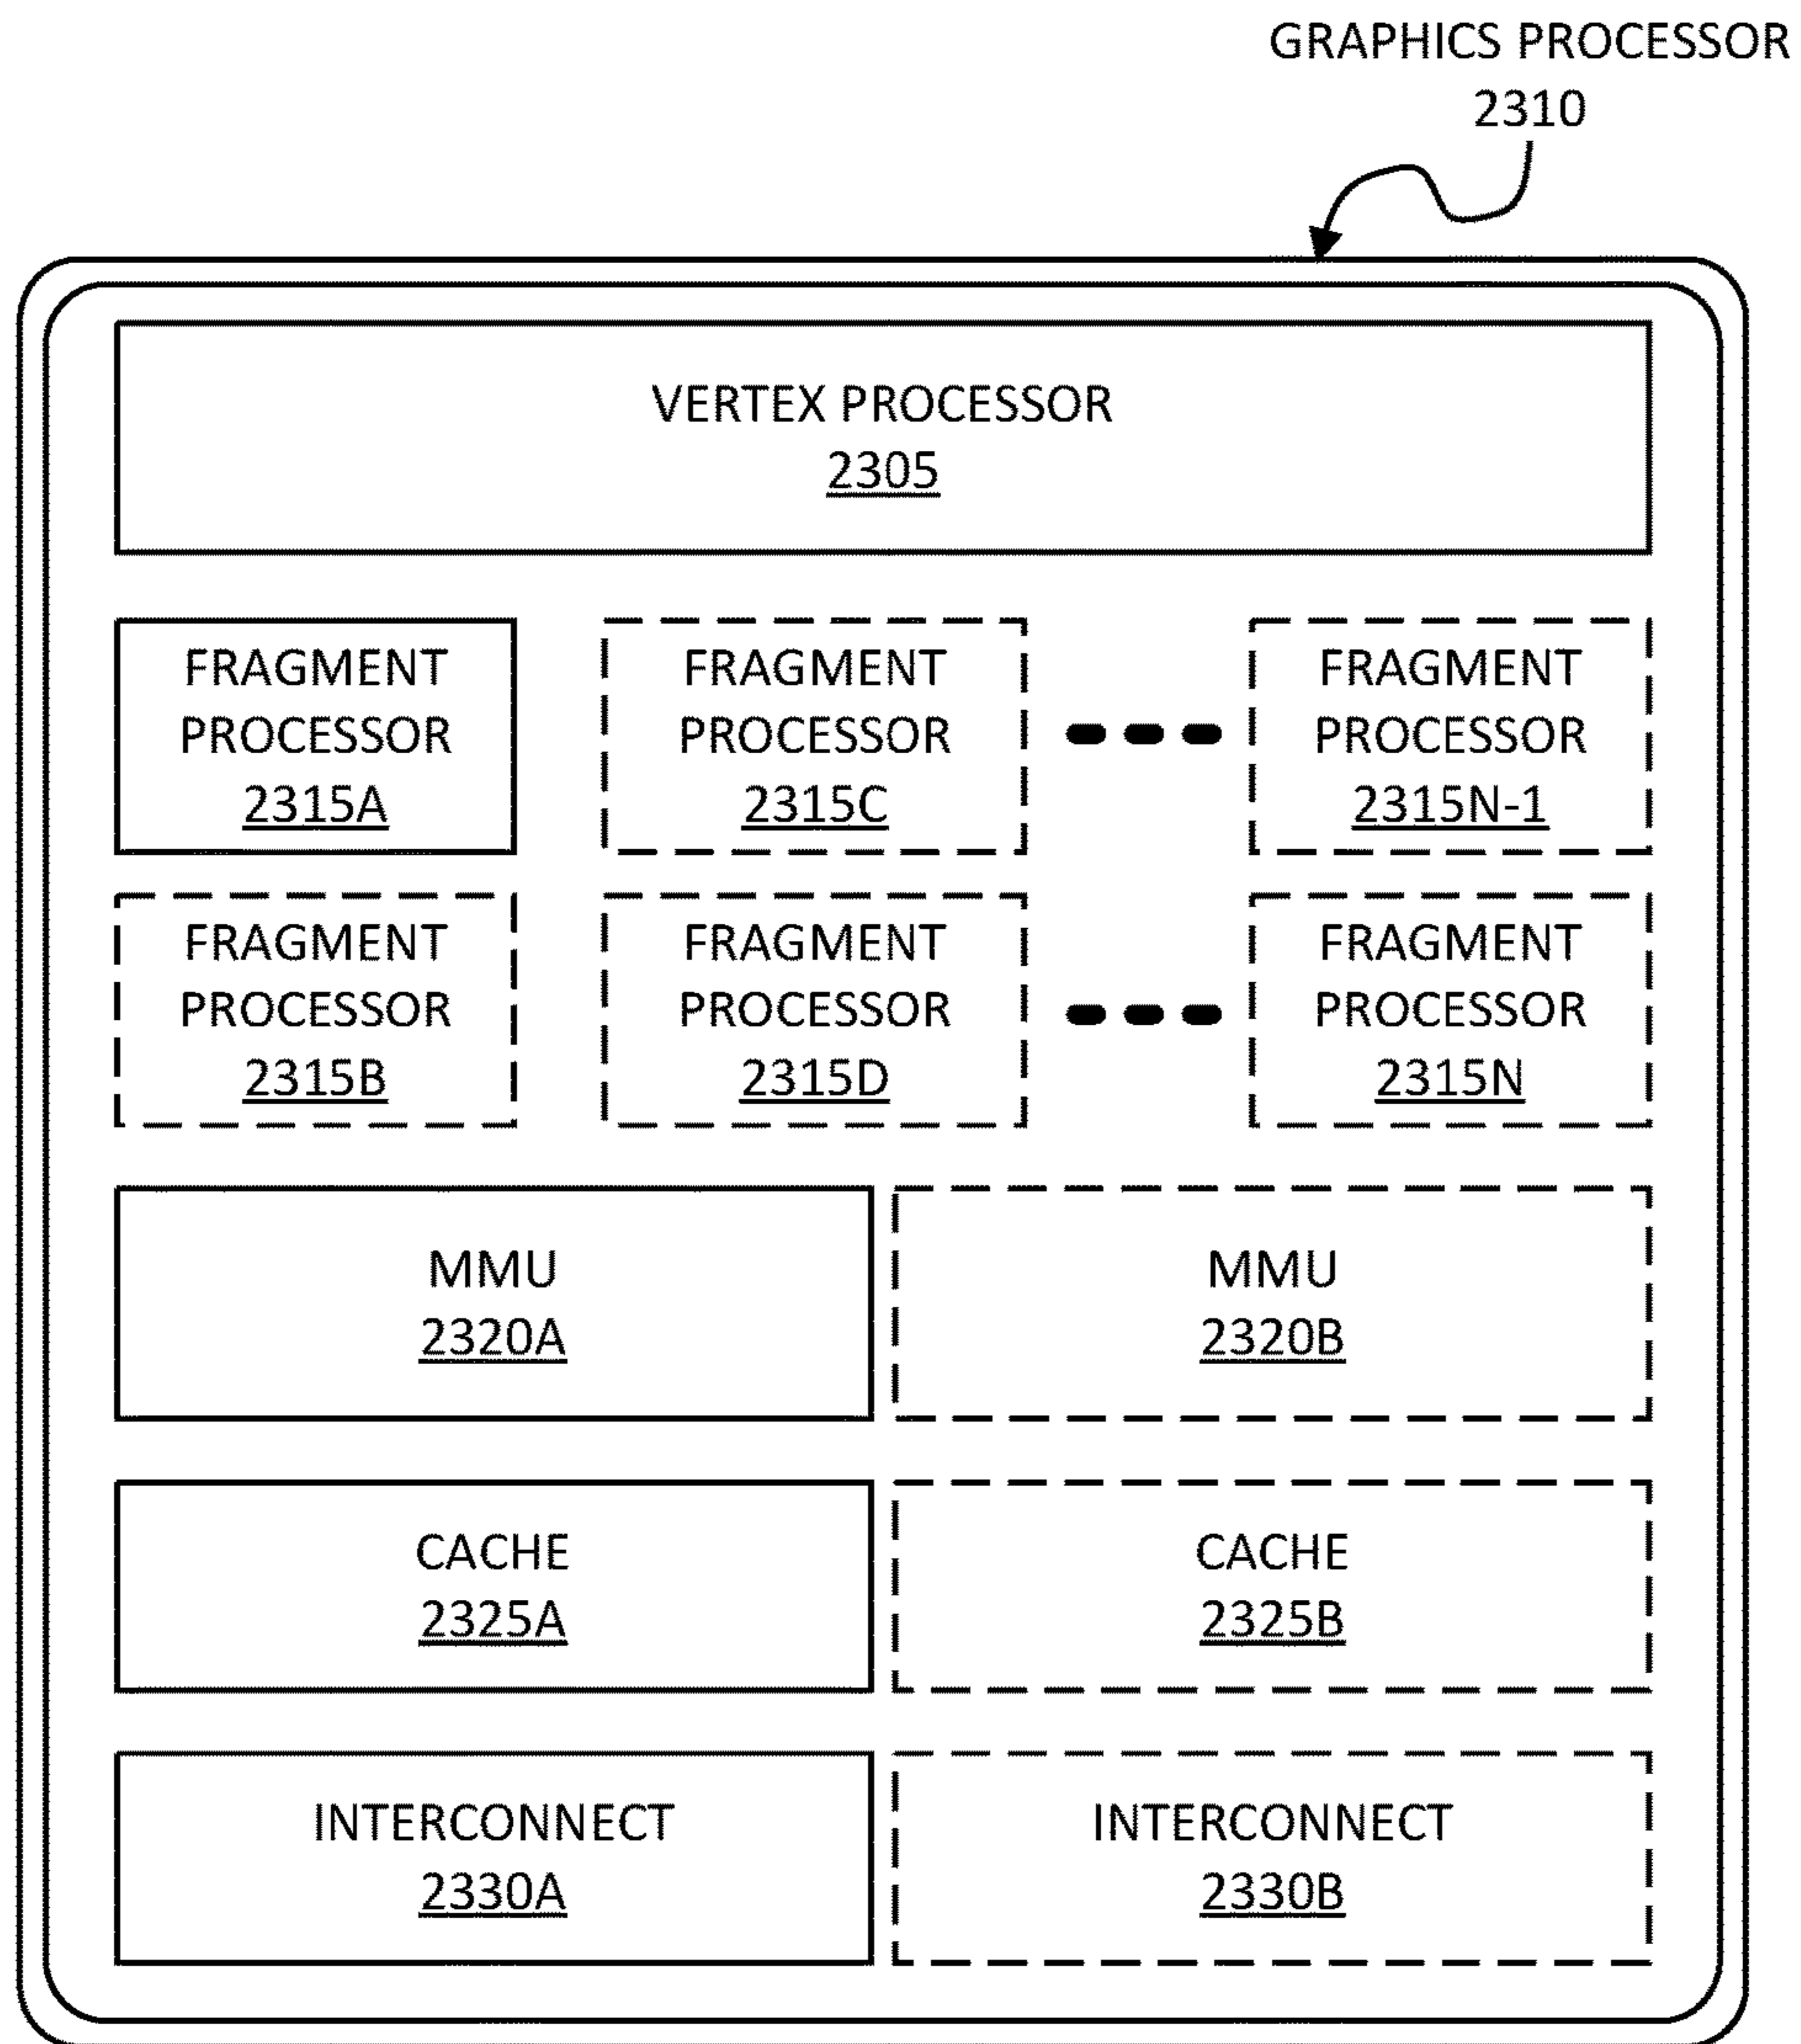 GRAPHICS PROCESSOR
2310
VERTEX PROCESSOR
2305
FRAGMENT
PROCESSOR
2315A
FRAGMENT
PROCESSOR
2315C
FRAGMENT
PROCESSOR
2315N-1
FRAGMENT
PROCESSOR
2315B
FRAGMENT
PROCESSOR
2315D
FRAGMENT
PROCESSOR
2315N
MMU
2320A
MMU
2320B
CACHE
2325A
CACHE
2325B
INTERCONNECT
2330A
INTERCONNECT
2330B